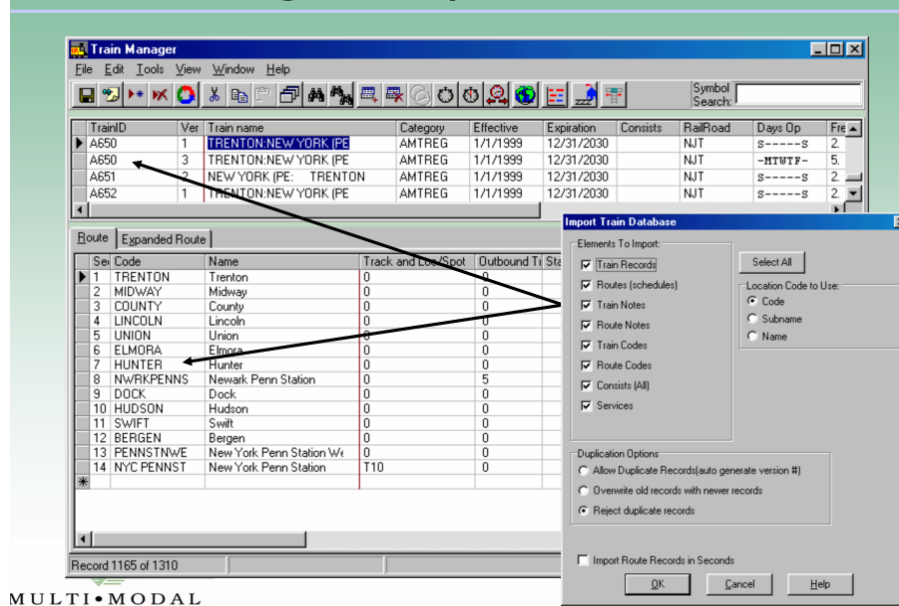 Train Manager
File Edit Tools View Window Help
Symbol Search:
TrainID Ver Train name Category Effective Expiration Consists RailRoad Days Op Fre
A650 1 TRENTON:NEW YORK (PE AMTREG 1/1/1999 12/31/2030 NJT S-----S 2.
A650 3 TRENTON:NEW YORK (PE AMTREG 1/1/1999 12/31/2030 NJT -MTWTF- 5.
A651 2 NEW YORK (PE: TRENTON AMTREG 1/1/1999 12/31/2030 NJT S-----S 2.
A652 1 TRENTON:NEW YORK (PE AMTREG 1/1/1999 12/31/2030 NJT S-----S 2.
Route Expanded Route
Se Code Name Track and Loc/Spot Outbound Tr Sta
1 TRENTON Trenton 0 0
2 MIDWAY Midway 0 0
3 COUNTY County 0 0
4 LINCOLN Lincoln 0 0
5 UNION Union 0 0
6 ELMORA Elmora 0 0
7 HUNTER Hunter 0 0
8 NWRKPENNS Newark Penn Station 0 5
9 DOCK Dock 0 0
10 HUDSON Hudson 0 0
11 SWIFT Swift 0 0
12 BERGEN Bergen 0 0
13 PENNSTNWE New York Penn Station We 0 0
14 NYC PENNST New York Penn Station T10 0
Record 1165 of 1310
Import Train Database
Elements To Import:
Train Records
Routes (schedules)
Train Notes
Route Notes
Train Codes
Route Codes
Consists (All)
Services
Select All
Location Code to Use:
Code
Subname
Name
Duplication Options
Allow Duplicate Records(auto generate version #)
Overwrite old records with newer records
Reject duplicate records
Import Route Records in Seconds
OK Cancel Help
MULTI•MODAL